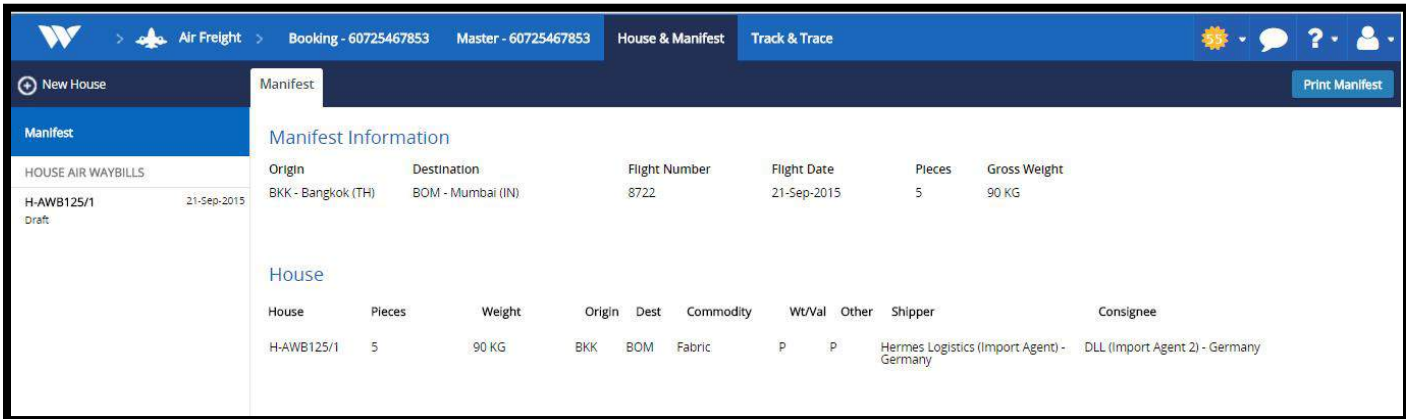 > Air Freight > Booking - 60725467853 Master - 60725467853 House & Manifest Track & Trace 55 ?
New House Manifest Print Manifest
Manifest
HOUSE AIR WAYBILLS
H-AWB125/1 21-Sep-2015
Draft
Manifest Information
Origin Destination Flight Number Flight Date Pieces Gross Weight
BKK - Bangkok (TH) BOM - Mumbai (IN) 8722 21-Sep-2015 5 90 KG
House
House Pieces Weight Origin Dest Commodity Wt/Val Other Shipper Consignee
H-AWB125/1 5 90 KG BKK BOM Fabric P P Hermes Logistics (Import Agent) - DLL (Import Agent 2) - Germany
Germany